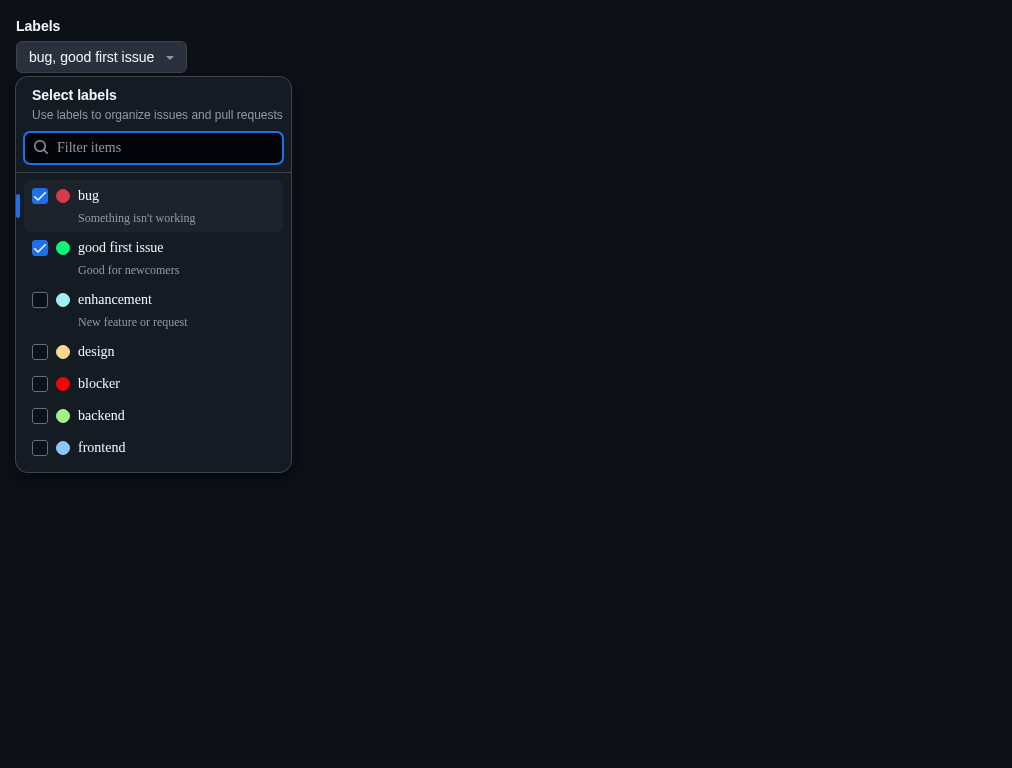 Labels
bug, good first issue
Select labels
Use labels to organize issues and pull requests
Filter items
bug
Something isn't working
good first issue
Good for newcomers
enhancement
New feature or request
design
blocker
backend
frontend